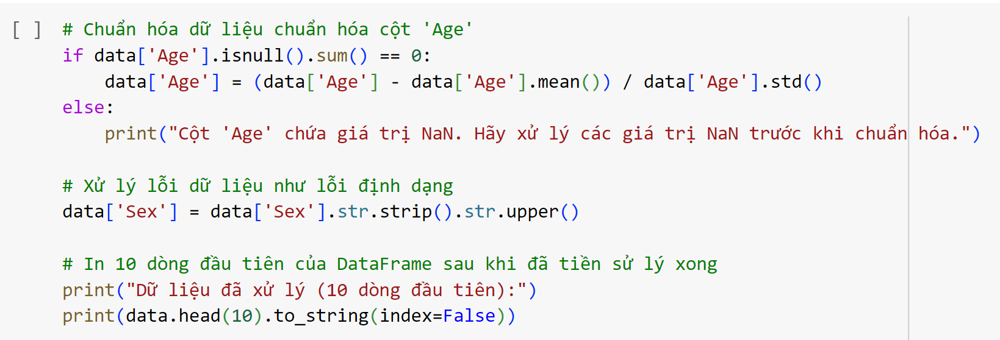 [ ] # Chuẩn hóa dữ liệu chuẩn hóa cột 'Age'
if data['Age'].isnull().sum() == 0:
    data['Age'] = (data['Age'] - data['Age'].mean()) / data['Age'].std()
else:
    print("Cột 'Age' chứa giá trị NaN. Hãy xử lý các giá trị NaN trước khi chuẩn hóa.")
# Xử lý lỗi dữ liệu như lỗi định dạng
data['Sex'] = data['Sex'].str.strip().str.upper()
# In 10 dòng đầu tiên của DataFrame sau khi đã tiền sử lý xong
print("Dữ liệu đã xử lý (10 dòng đầu tiên):")
print(data.head(10).to_string(index=False))